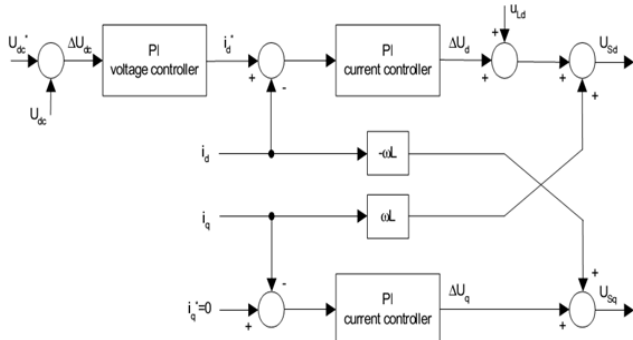 U*dc
ΔUdc
Udc
PI
voltage controller
i*d
+
-
PI
current controller
ΔUd
uLd
+
+
+
USd
+
id
-ωL
iq
ωL
-
i*q=0
+
PI
current controller
ΔUq
+
+
USq